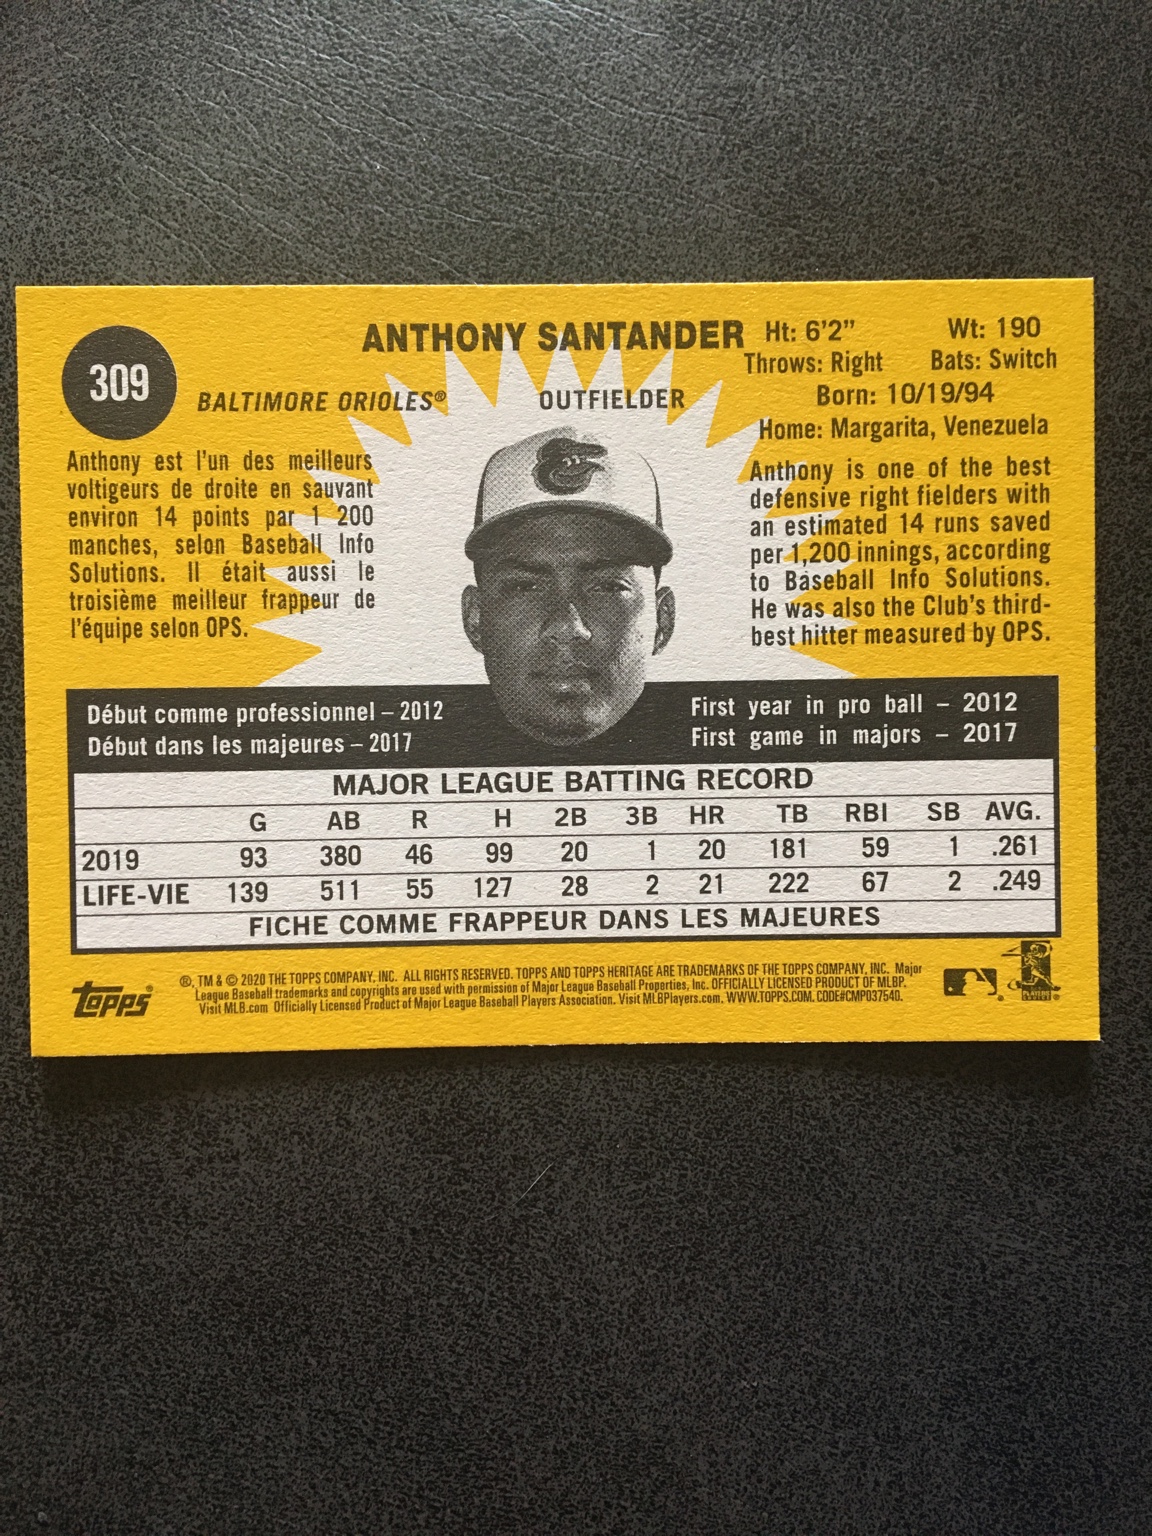 309
ANTHONY SANTANDER
BALTIMORE ORIOLES®
OUTFIELDER
Ht: 6'2" Wt: 190
Throws: Right Bats: Switch
Born: 10/19/94
Home: Margarita, Venezuela
Anthony est l'un des meilleurs
voltigeurs de droite en sauvant
environ 14 points par 1 200
manches, selon Baseball Info
Solutions. Il était aussi le
troisième meilleur frappeur de
l'équipe selon OPS.
Anthony is one of the best
defensive right fielders with
an estimated 14 runs saved
per 1,200 innings, according
to Baseball Info Solutions.
He was also the Club's third-
best hitter measured by OPS.
Début comme professionnel – 2012
Début dans les majeures – 2017
First year in pro ball – 2012
First game in majors – 2017
MAJOR LEAGUE BATTING RECORD
G AB R H 2B 3B HR TB RBI SB AVG.
2019 93 380 46 99 20 1 20 181 59 1 .261
LIFE-VIE 139 511 55 127 28 2 21 222 67 2 .249
FICHE COMME FRAPPEUR DANS LES MAJEURES
Topps®
®, TM & © 2020 THE TOPPS COMPANY, INC. ALL RIGHTS RESERVED. TOPPS AND TOPPS HERITAGE ARE TRADEMARKS OF THE TOPPS COMPANY, INC. Major
League Baseball trademarks and copyrights are used with permission of Major League Baseball Properties, Inc. OFFICIALLY LICENSED PRODUCT OF MLBP.
Visit MLB.com Officially Licensed Product of Major League Baseball Players Association. Visit MLBPlayers.com. WWW.TOPPS.COM. CODE#CMP037540.
PLAYERS
CHOICE